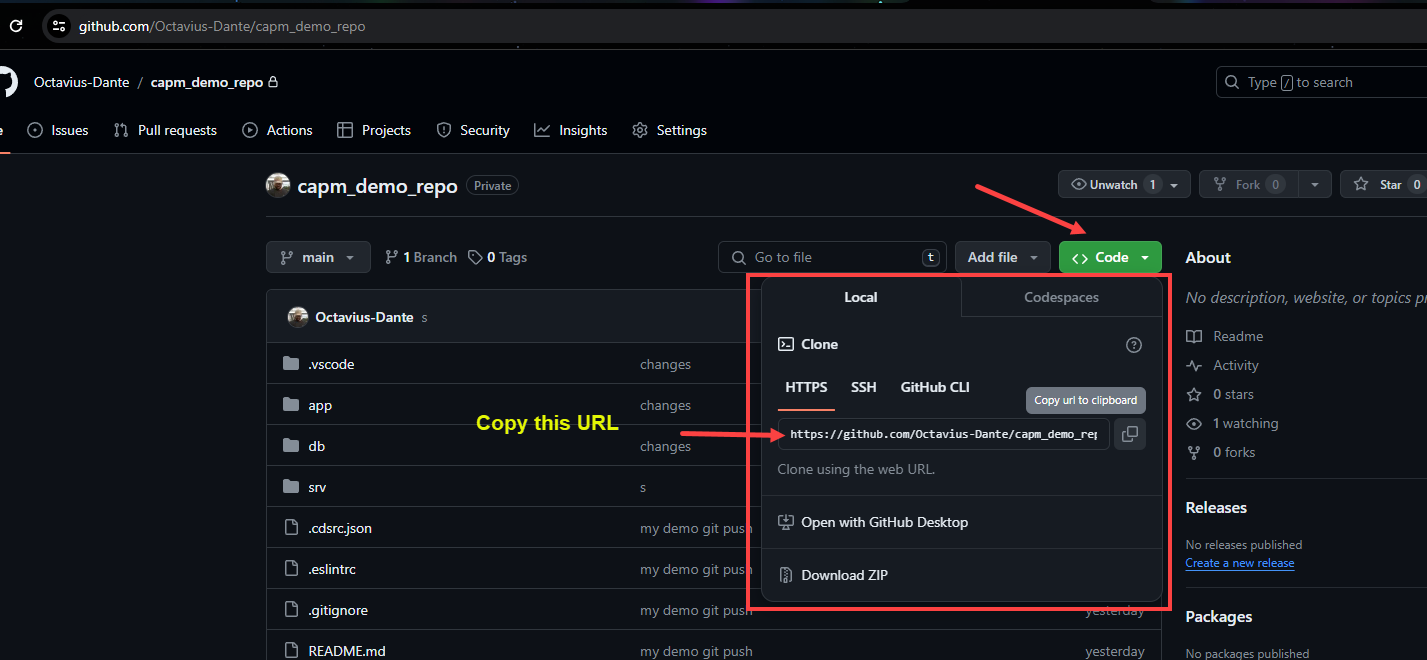 github.com/Octavius-Dante/capm_demo_repo
Octavius-Dante / capm_demo_repo
Type / to search
Issues Pull requests Actions Projects Security Insights Settings
capm_demo_repo Private
Unwatch 1 Fork 0 Star 0
main 1 Branch 0 Tags Go to file t Add file Code
About
Local Codespaces
No description, website, or topics
Octavius-Dante s
Clone
Readme
.vscode changes
Activity
HTTPS SSH GitHub CLI
0 stars
Copy url to clipboard
app changes
Copy this URL
1 watching
https://github.com/Octavius-Dante/capm_demo_rep
db changes
0 forks
Clone using the web URL.
srv s
Releases
Open with GitHub Desktop
.cdsrc.json my demo git push
No releases published
Create a new release
.eslintrc my demo git push
Download ZIP
.gitignore my demo git push yesterday
Packages
README.md my demo git push yesterday
No packages published